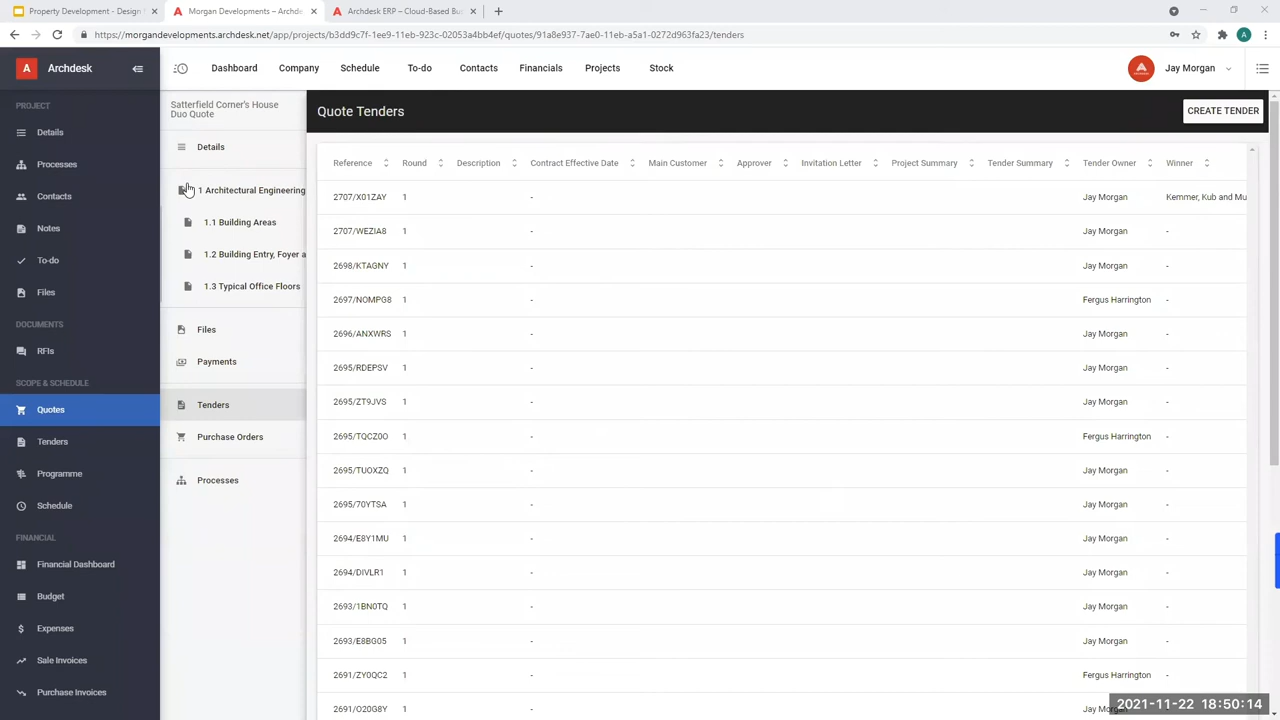 Property Development - Design
Morgan Developments – Archde
Archdesk ERP – Cloud-Based Bus
https://morgandevelopments.archdesk.net/app/projects/b3dd9c7f-1ee9-11eb-923c-02053a4bb4ef/quotes/91a8e937-7ae0-11eb-a5a1-0272d963fa23/tenders
Archdesk
Dashboard
Company
Schedule
To-do
Contacts
Financials
Projects
Stock
Jay Morgan
PROJECT
Details
Processes
Contacts
Notes
To-do
Files
DOCUMENTS
RFIs
SCOPE & SCHEDULE
Quotes
Tenders
Programme
Schedule
FINANCIAL
Financial Dashboard
Budget
Expenses
Sale Invoices
Purchase Invoices
Satterfield Corner's House
Duo Quote
Details
1 Architectural Engineering
1.1 Building Areas
1.2 Building Entry, Foyer a
1.3 Typical Office Floors
Files
Payments
Tenders
Purchase Orders
Processes
Quote Tenders
CREATE TENDER
Reference Round Description Contract Effective Date Main Customer Approver Invitation Letter Project Summary Tender Summary Tender Owner Winner
2707/X01ZAY 1 - Jay Morgan Kemmer, Kub and Mu
2707/WEZIA8 1 - Jay Morgan -
2698/KTAGNY 1 - Jay Morgan -
2697/NOMPG8 1 - Fergus Harrington -
2696/ANXWRS 1 - Jay Morgan -
2695/RDEPSV 1 - Jay Morgan -
2695/ZT9JVS 1 - Jay Morgan -
2695/TQCZ0O 1 - Fergus Harrington -
2695/TUOXZQ 1 - Jay Morgan -
2695/70YTSA 1 - Jay Morgan -
2694/E8Y1MU 1 - Jay Morgan -
2694/DIVLR1 1 - Jay Morgan -
2693/1BN0TQ 1 - Jay Morgan -
2693/E8BG05 1 - Jay Morgan -
2691/ZY0QC2 1 - Fergus Harrington -
2691/O20G8Y 1 - Jay Mo
2021-11-22 18:50:14